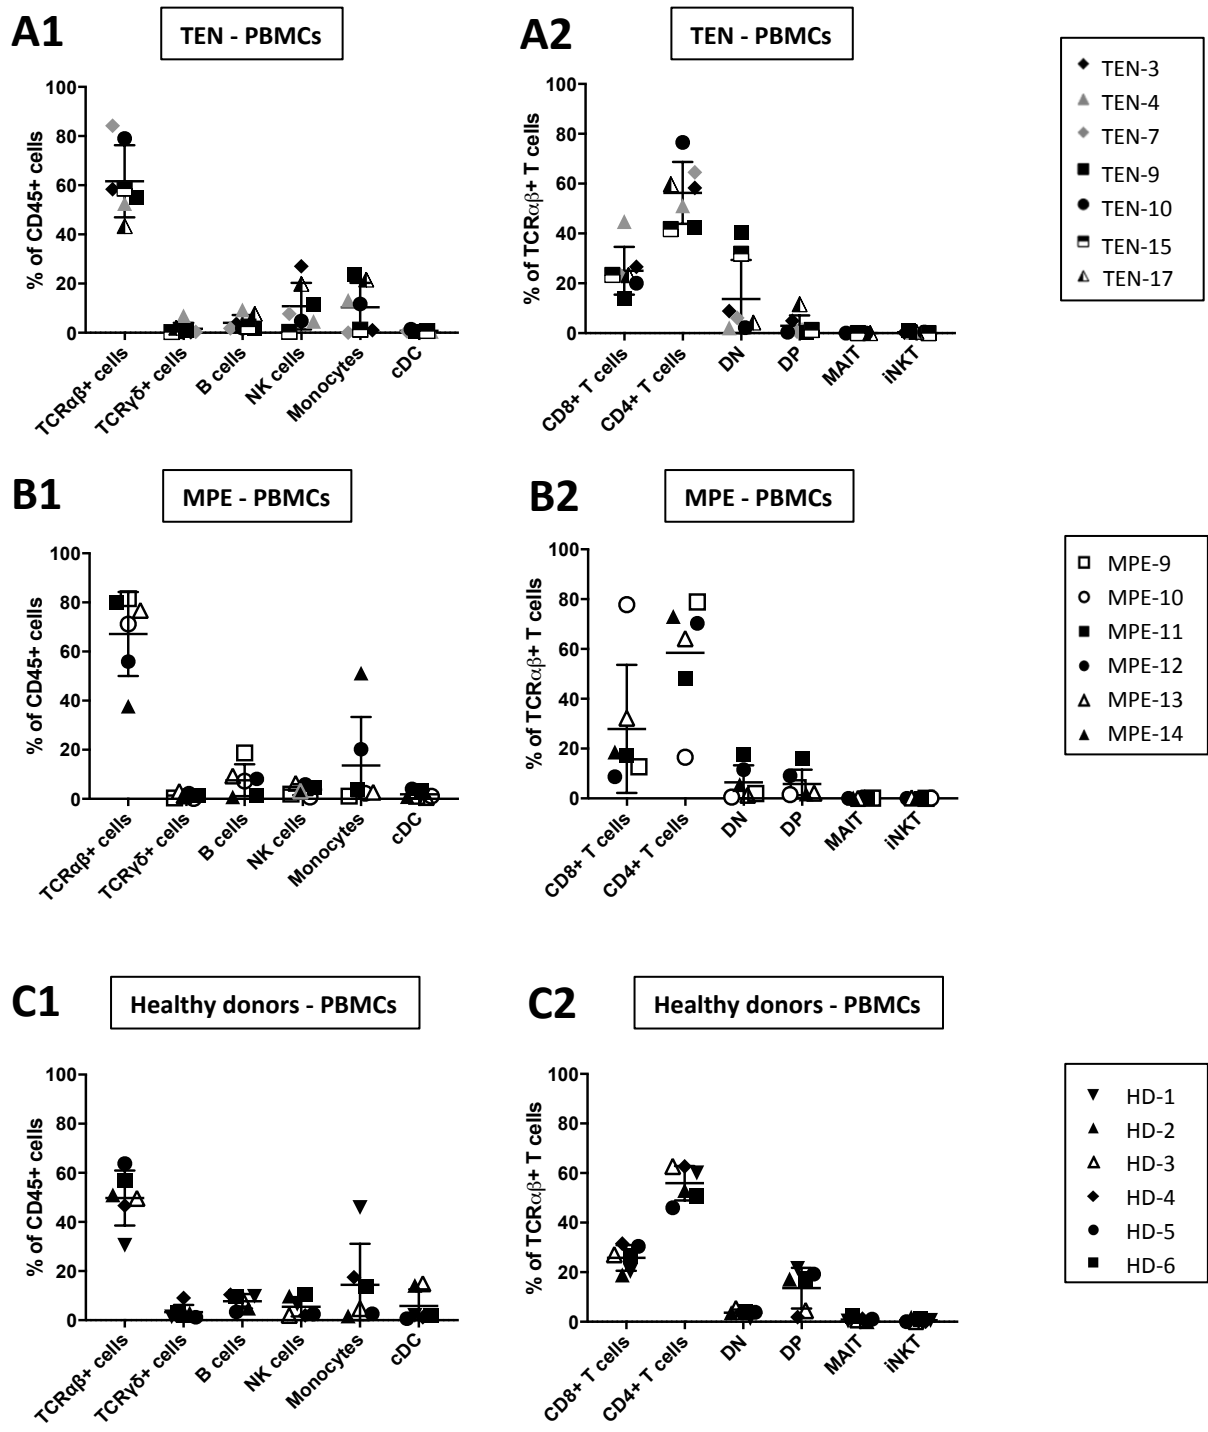 A1
TEN - PBMCs
% of CD45+ cells
100
80
60
40
20
0
TCRαβ+ cells
TCRγδ+ cells
B cells
NK cells
Monocytes
cDC
A2
TEN - PBMCs
% of TCRαβ+ T cells
100
80
60
40
20
0
CD8+ T cells
CD4+ T cells
DN
DP
MAIT
iNKT
TEN-3
TEN-4
TEN-7
TEN-9
TEN-10
TEN-15
TEN-17
B1
MPE - PBMCs
% of CD45+ cells
100
80
60
40
20
0
TCRαβ+ cells
TCRγδ+ cells
B cells
NK cells
Monocytes
cDC
B2
MPE - PBMCs
% of TCRαβ+ T cells
100
80
60
40
20
0
CD8+ T cells
CD4+ T cells
DN
DP
MAIT
iNKT
MPE-9
MPE-10
MPE-11
MPE-12
MPE-13
MPE-14
C1
Healthy donors - PBMCs
% of CD45+ cells
100
80
60
40
20
0
TCRαβ+ cells
TCRγδ+ cells
B cells
NK cells
Monocytes
cDC
C2
Healthy donors - PBMCs
% of TCRαβ+ T cells
100
80
60
40
20
0
CD8+ T cells
CD4+ T cells
DN
DP
MAIT
iNKT
HD-1
HD-2
HD-3
HD-4
HD-5
HD-6